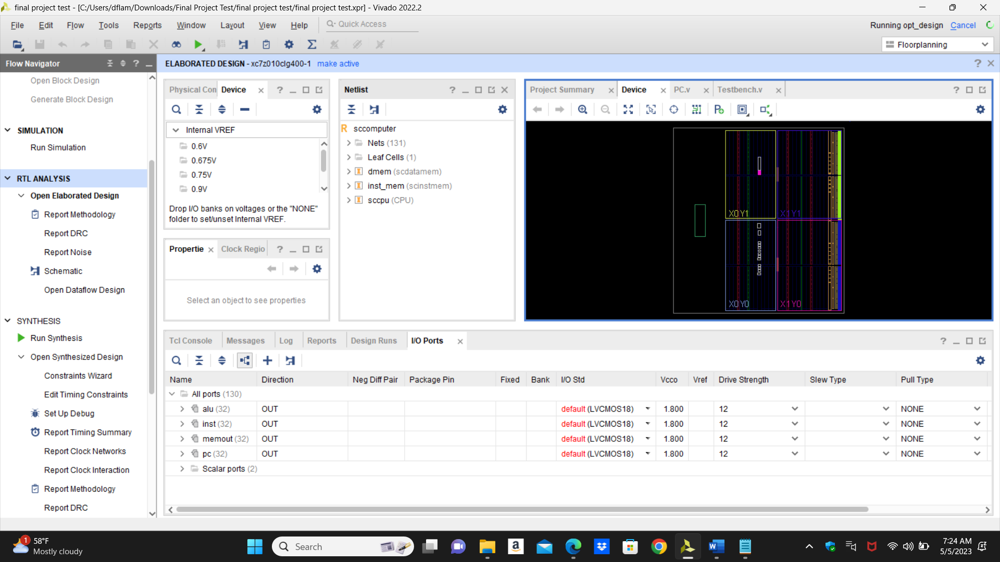 final project test - [C:/Users/dflam/Downloads/Final Project Test/final project test/final project test.xpr] - Vivado 2022.2
File Edit Flow Tools Reports Window Layout View Help Quick Access
Running opt_design Cancel
Floorplanning
Flow Navigator
ELABORATED DESIGN - xc7z010clg400-1 make active
Open Block Design
Generate Block Design
SIMULATION
Run Simulation
RTL ANALYSIS
Open Elaborated Design
Report Methodology
Report DRC
Report Noise
Schematic
Open Dataflow Design
SYNTHESIS
Run Synthesis
Open Synthesized Design
Constraints Wizard
Edit Timing Constraints
Set Up Debug
Report Timing Summary
Report Clock Networks
Report Clock Interaction
Report Methodology
Report DRC
Physical Con Device
Internal VREF
0.6V
0.675V
0.75V
0.9V
Drop I/O banks on voltages or the "NONE"
folder to set/unset Internal VREF.
Propertie Clock Regio
Select an object to see properties
Netlist
sccomputer
Nets (131)
Leaf Cells (1)
dmem (scdatamem)
inst_mem (scinstmem)
sccpu (CPU)
Project Summary Device PC.v Testbench.v
X0Y1 X1Y1
X0Y0 X1Y0
Tcl Console Messages Log Reports Design Runs I/O Ports
Name Direction Neg Diff Pair Package Pin Fixed Bank I/O Std Vcco Vref Drive Strength Slew Type Pull Type
All ports (130)
alu (32) OUT default (LVCMOS18) 1.800 12 NONE
inst (32) OUT default (LVCMOS18) 1.800 12 NONE
memout (32) OUT default (LVCMOS18) 1.800 12 NONE
pc (32) OUT default (LVCMOS18) 1.800 12 NONE
Scalar ports (2)
1
58°F
Mostly cloudy
Search
7:24 AM
5/5/2023